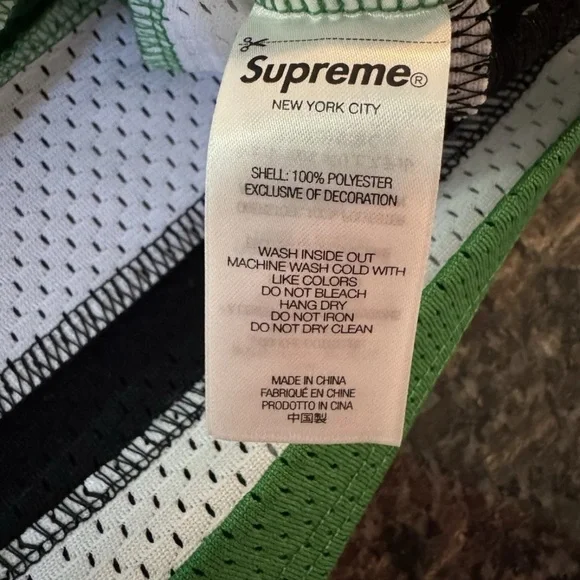 Supreme®
NEW YORK CITY
SHELL: 100% POLYESTER
EXCLUSIVE OF DECORATION
WASH INSIDE OUT
MACHINE WASH COLD WITH
LIKE COLORS
DO NOT BLEACH
HANG DRY
DO NOT IRON
DO NOT DRY CLEAN
MADE IN CHINA
FABRIQUÉ EN CHINE
PRODOTTO IN CINA
中国製